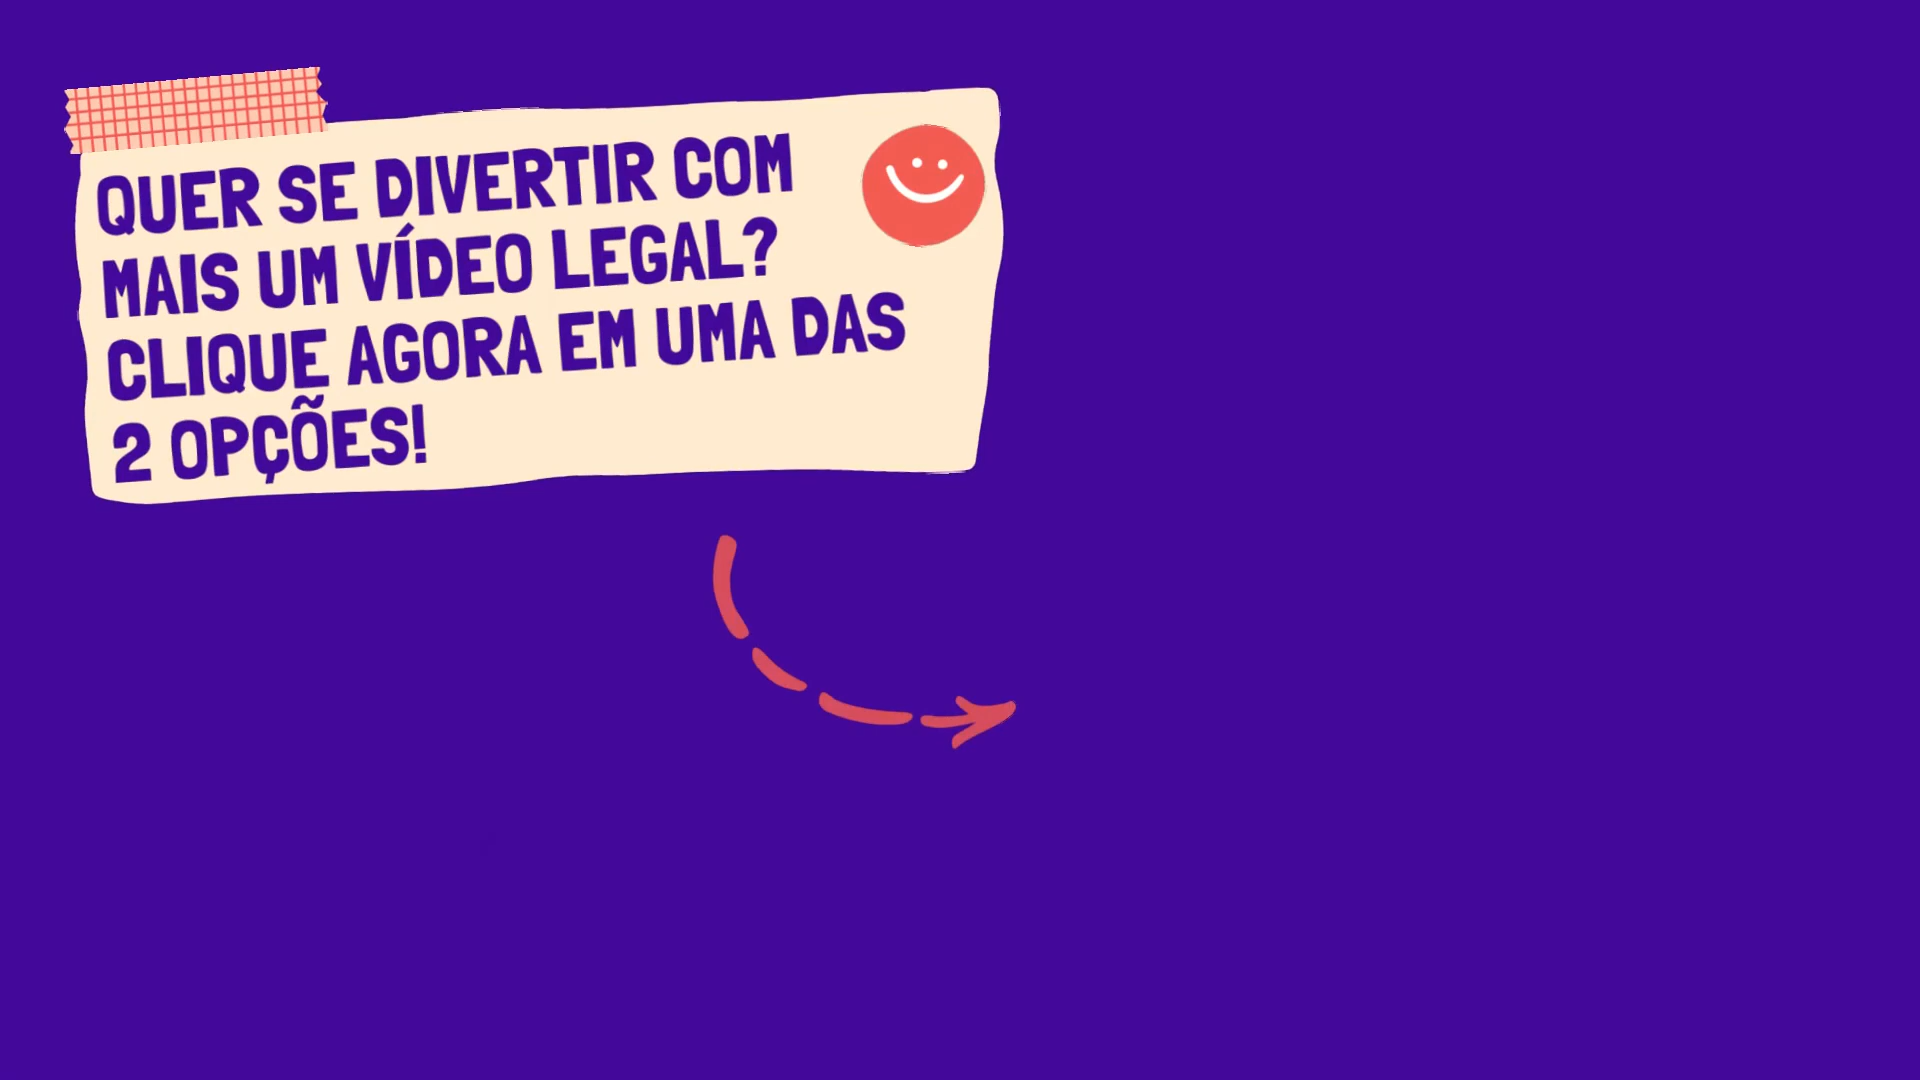 QUER SE DIVERTIR COM
MAIS UM VÍDEO LEGAL?
CLIQUE AGORA EM UMA DAS
2 OPÇÕES!